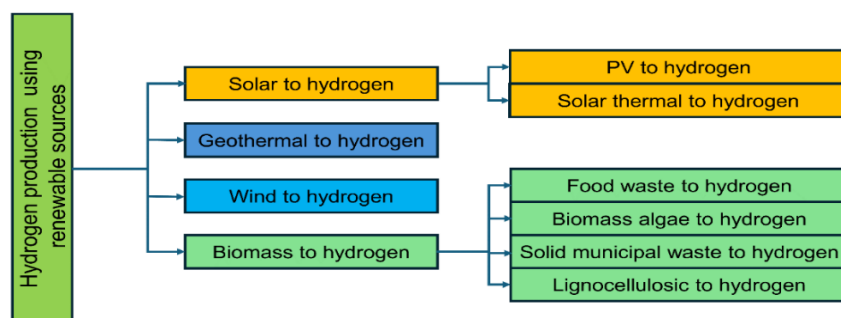 Hydrogen production using
renewable sources
Solar to hydrogen
Geothermal to hydrogen
Wind to hydrogen
Biomass to hydrogen
PV to hydrogen
Solar thermal to hydrogen
Food waste to hydrogen
Biomass algae to hydrogen
Solid municipal waste to hydrogen
Lignocellulosic to hydrogen